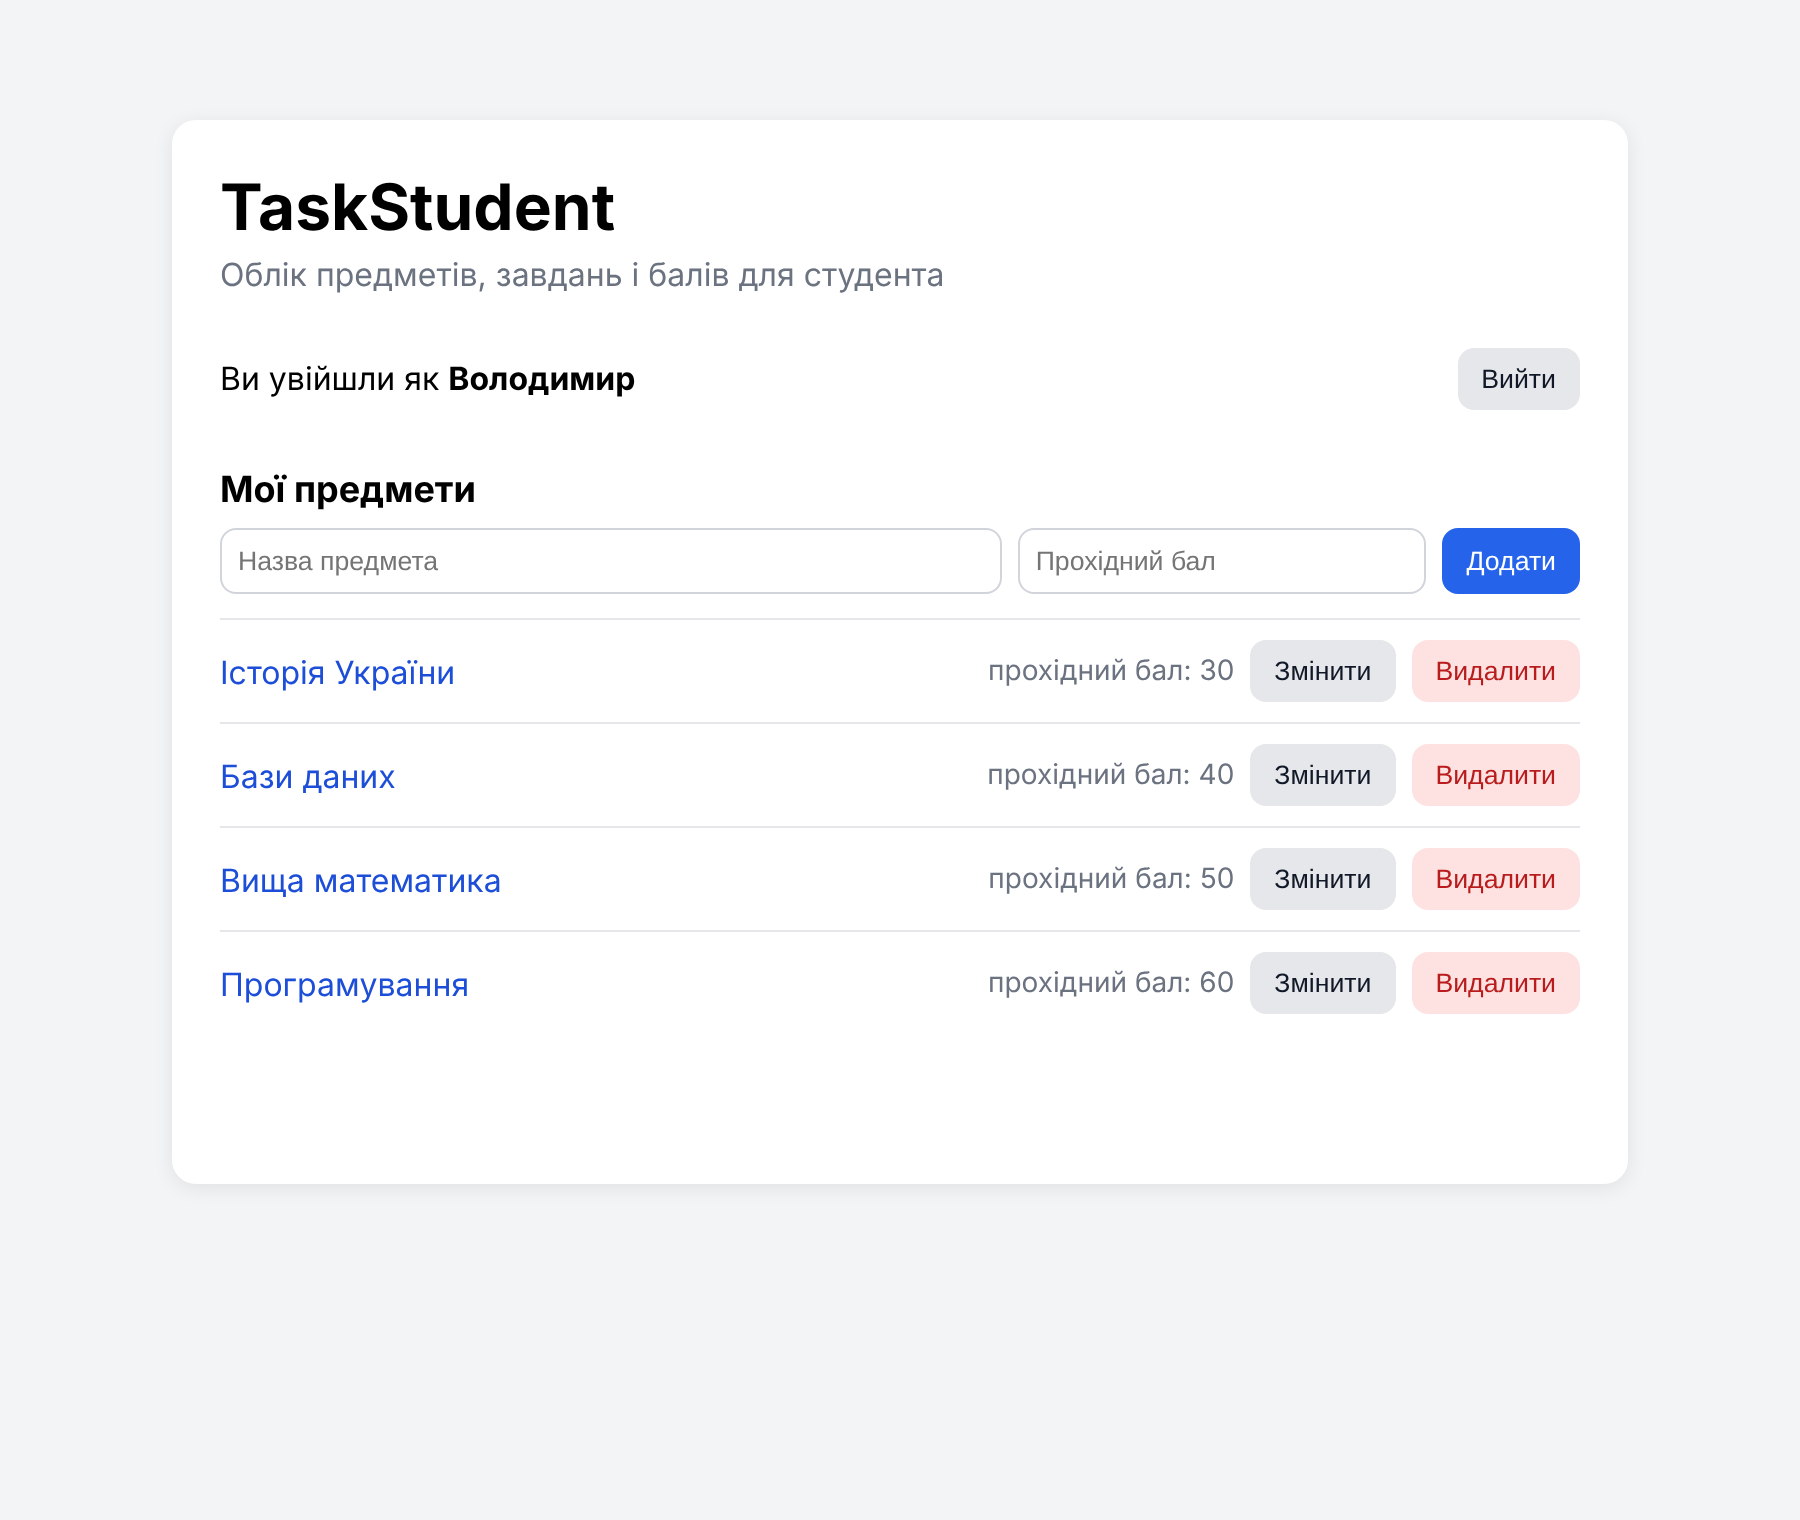 TaskStudent
Облік предметів, завдань і балів для студента
Ви увійшли як Володимир Вийти
Мої предмети
Назва предмета Прохідний бал Додати
Історія України прохідний бал: 30 Змінити Видалити
Бази даних прохідний бал: 40 Змінити Видалити
Вища математика прохідний бал: 50 Змінити Видалити
Програмування прохідний бал: 60 Змінити Видалити